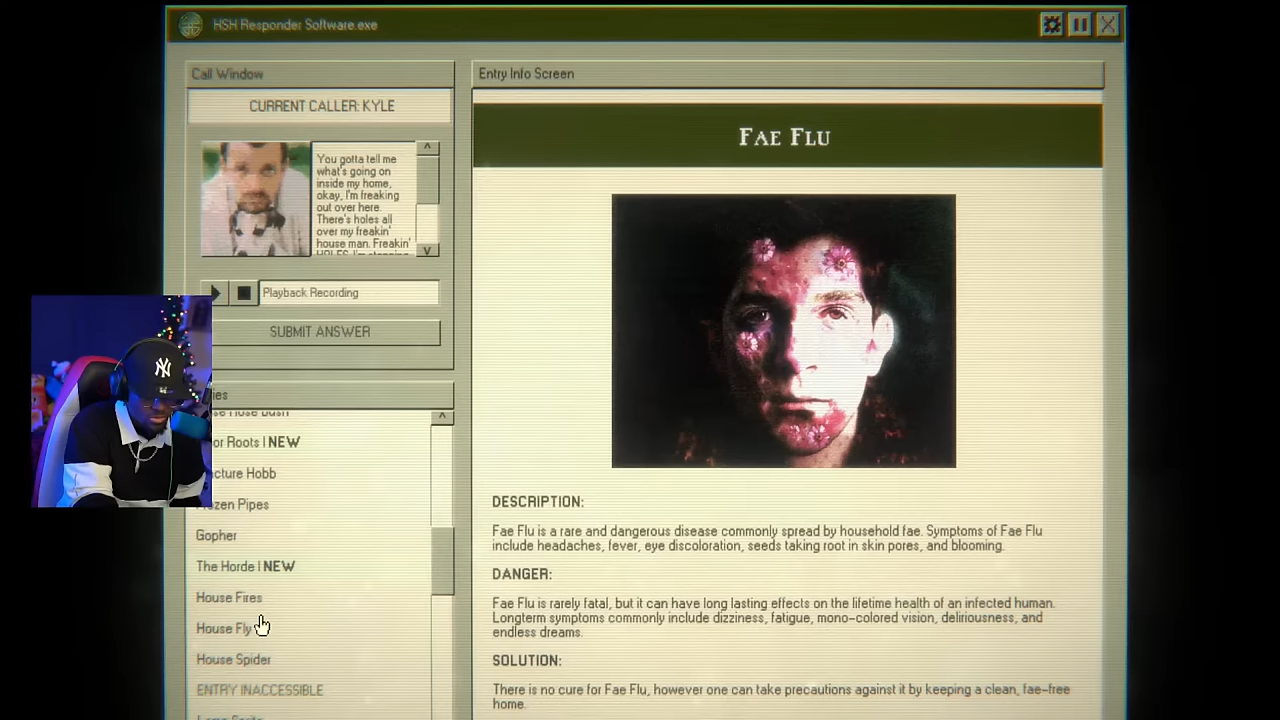 HSH Responder Software.exe
Call Window
CURRENT CALLER: KYLE
You gotta tell me
what's going on
inside my home,
okay, I'm freaking
out over here.
There's holes all
over my freakin'
house man. Freakin'
Playback Recording
SUBMIT ANSWER
Roots | NEW
Hobb
Pipes
Gopher
The Horde | NEW
House Fires
House Fly
House Spider
ENTRY INACCESSIBLE
Entry Info Screen
FAE FLU
DESCRIPTION:
Fae Flu is a rare and dangerous disease commonly spread by household fae. Symptoms of Fae Flu
include headaches, fever, eye discoloration, seeds taking root in skin pores, and blooming.
DANGER:
Fae Flu is rarely fatal, but it can have long lasting effects on the lifetime health of an infected human.
Longterm symptoms commonly include dizziness, fatigue, mono-colored vision, deliriousness, and
endless dreams.
SOLUTION:
There is no cure for Fae Flu, however one can take precautions against it by keeping a clean, fae-free
home.
NY